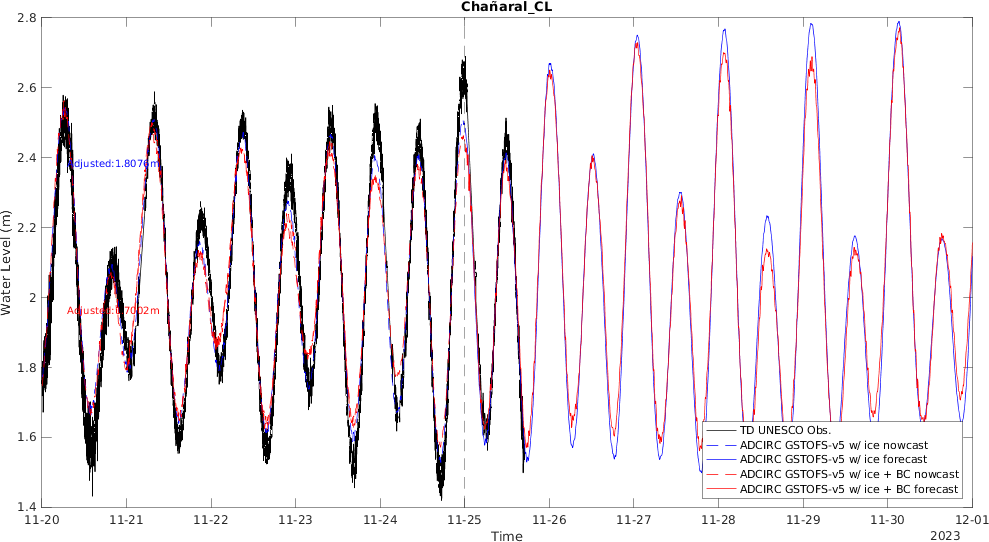 Chañaral_CL
2.8
2.6
2.4
2.2
2
1.8
1.6
1.4
Water Level (m)
Adjusted:1.8076m
Adjusted:1.7002m
TD UNESCO Obs.
ADCIRC GSTOFS-v5 w/ ice nowcast
ADCIRC GSTOFS-v5 w/ ice forecast
ADCIRC GSTOFS-v5 w/ ice + BC nowcast
ADCIRC GSTOFS-v5 w/ ice + BC forecast
11-20 11-21 11-22 11-23 11-24 11-25 11-26 11-27 11-28 11-29 11-30 12-01
Time
2023